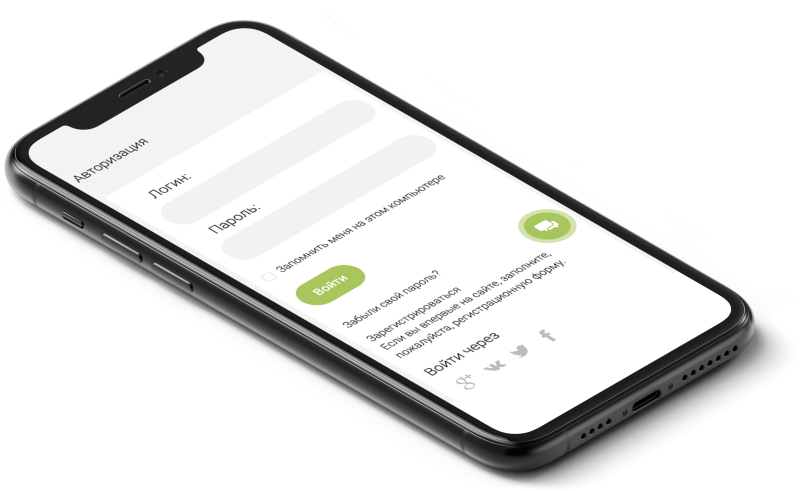 Авторизация
Логин:
Пароль:
Запомнить меня на этом компьютере
Войти
Забыли свой пароль?
Зарегистрироваться
Если вы впервые на сайте, заполните,
пожалуйста, регистрационную форму.
Войти через